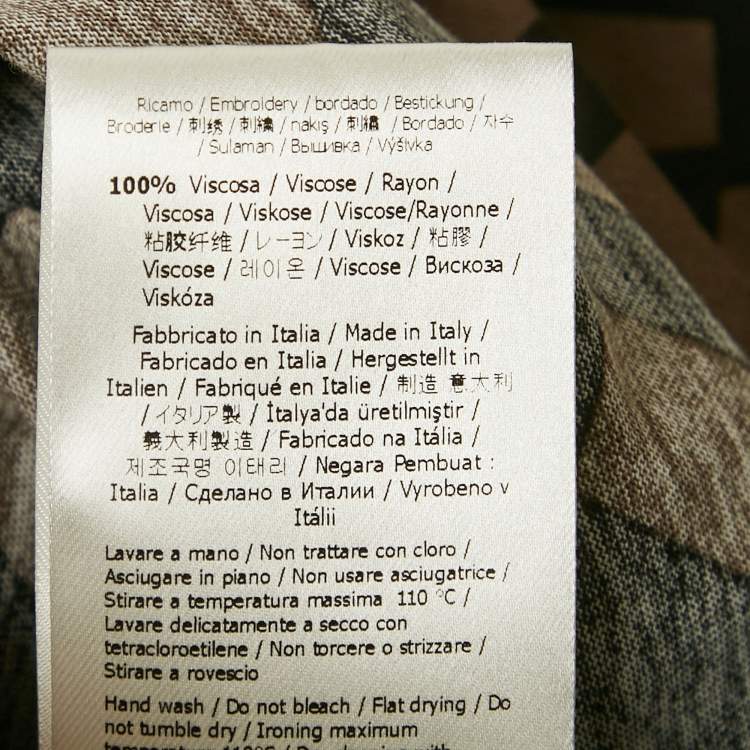 Ricamo / Embroidery / bordado / Bestickung /
Broderie / 刺绣 / 刺繍 / nakış / 刺繡 / Bordado / 자수
/ Sulaman / Вышивка / Výšivka
100% Viscosa / Viscose / Rayon /
Viscosa / Viskose / Viscose/Rayonne /
粘胶纤维 / レーヨン / Viskoz / 粘膠 /
Viscose / 레이온 / Viscose / Вискоза /
Viskóza
Fabbricato in Italia / Made in Italy /
Fabricado en Italia / Hergestellt in
Italien / Fabriqué en Italie / 制造 意大利
/ イタリア製 / İtalya'da üretilmiştir /
義大利製造 / Fabricado na Itália /
제조국명 이태리 / Negara Pembuat :
Italia / Сделано в Италии / Vyrobeno v
Itálii
Lavare a mano / Non trattare con cloro /
Asciugare in piano / Non usare asciugatrice /
Stirare a temperatura massima 110 °C /
Lavare delicatamente a secco con
tetracloroetilene / Non torcere o strizzare /
Stirare a rovescio
Hand wash / Do not bleach / Flat drying / Do
not tumble dry / Ironing maximum
temperature 110°C / Dry cleaning with